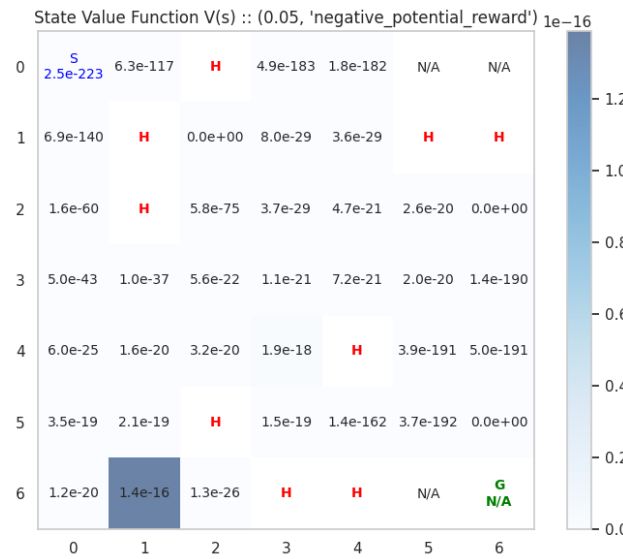 State Value Function V(s) :: (0.05, 'negative_potential_reward')
1e−16
0 S 6.3e-117 H 4.9e-183 1.8e-182 N/A N/A
2.5e-223
1 6.9e-140 H 0.0e+00 8.0e-29 3.6e-29 H H
2 1.6e-60 H 5.8e-75 3.7e-29 4.7e-21 2.6e-20 0.0e+00
3 5.0e-43 1.0e-37 5.6e-22 1.1e-21 7.2e-21 2.0e-20 1.4e-190
4 6.0e-25 1.6e-20 3.2e-20 1.9e-18 H 3.9e-191 5.0e-191
5 3.5e-19 2.1e-19 H 1.5e-19 1.4e-162 3.7e-192 0.0e+00
6 1.2e-20 1.4e-16 1.3e-26 H H N/A G
N/A
0 1 2 3 4 5 6
1.2
1.0
0.8
0.6
0.4
0.2
0.0